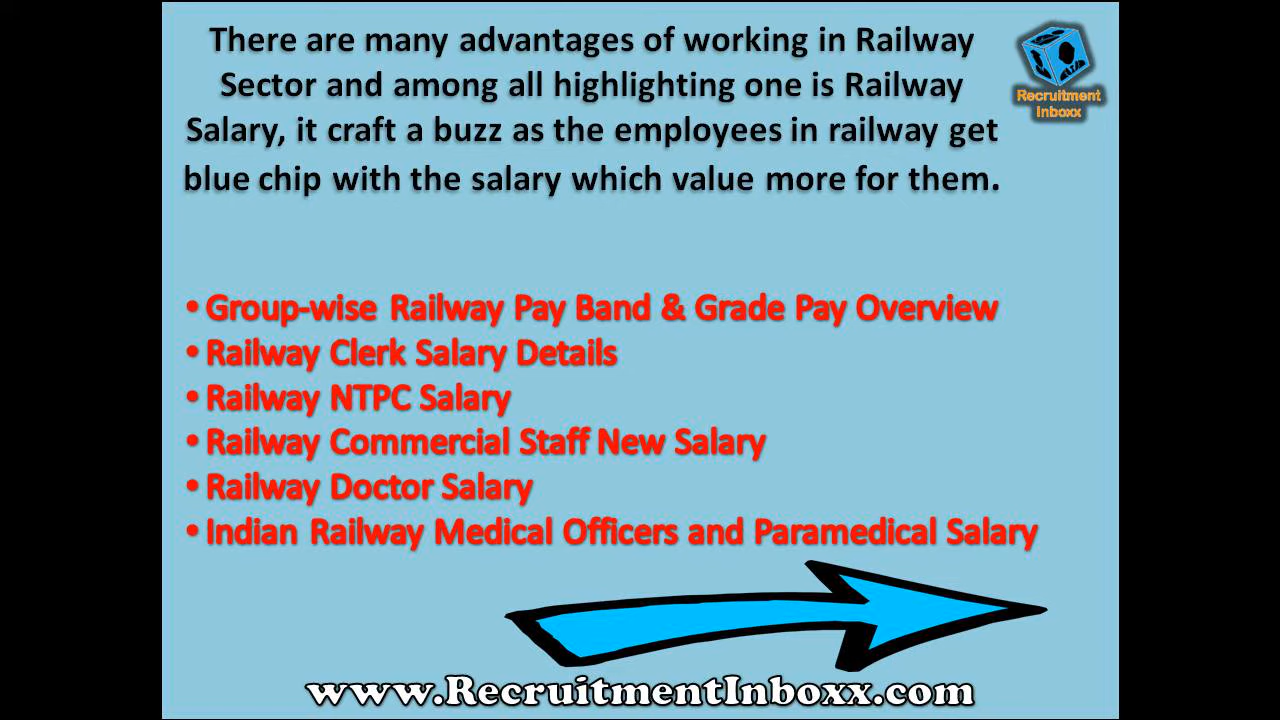 There are many advantages of working in Railway
Sector and among all highlighting one is Railway
Salary, it craft a buzz as the employees in railway get
blue chip with the salary which value more for them.
Recruitment
Inboxx
• Group-wise Railway Pay Band & Grade Pay Overview
• Railway Clerk Salary Details
• Railway NTPC Salary
• Railway Commercial Staff New Salary
• Railway Doctor Salary
• Indian Railway Medical Officers and Paramedical Salary
www.RecruitmentInboxx.com